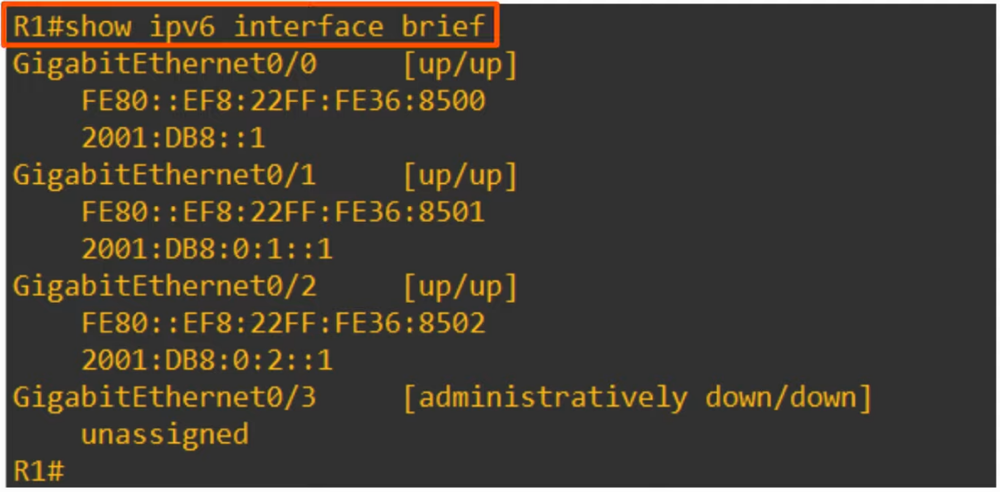 R1#show ipv6 interface brief
GigabitEthernet0/0     [up/up]
    FE80::EF8:22FF:FE36:8500
    2001:DB8::1
GigabitEthernet0/1     [up/up]
    FE80::EF8:22FF:FE36:8501
    2001:DB8:0:1::1
GigabitEthernet0/2     [up/up]
    FE80::EF8:22FF:FE36:8502
    2001:DB8:0:2::1
GigabitEthernet0/3     [administratively down/down]
    unassigned
R1#